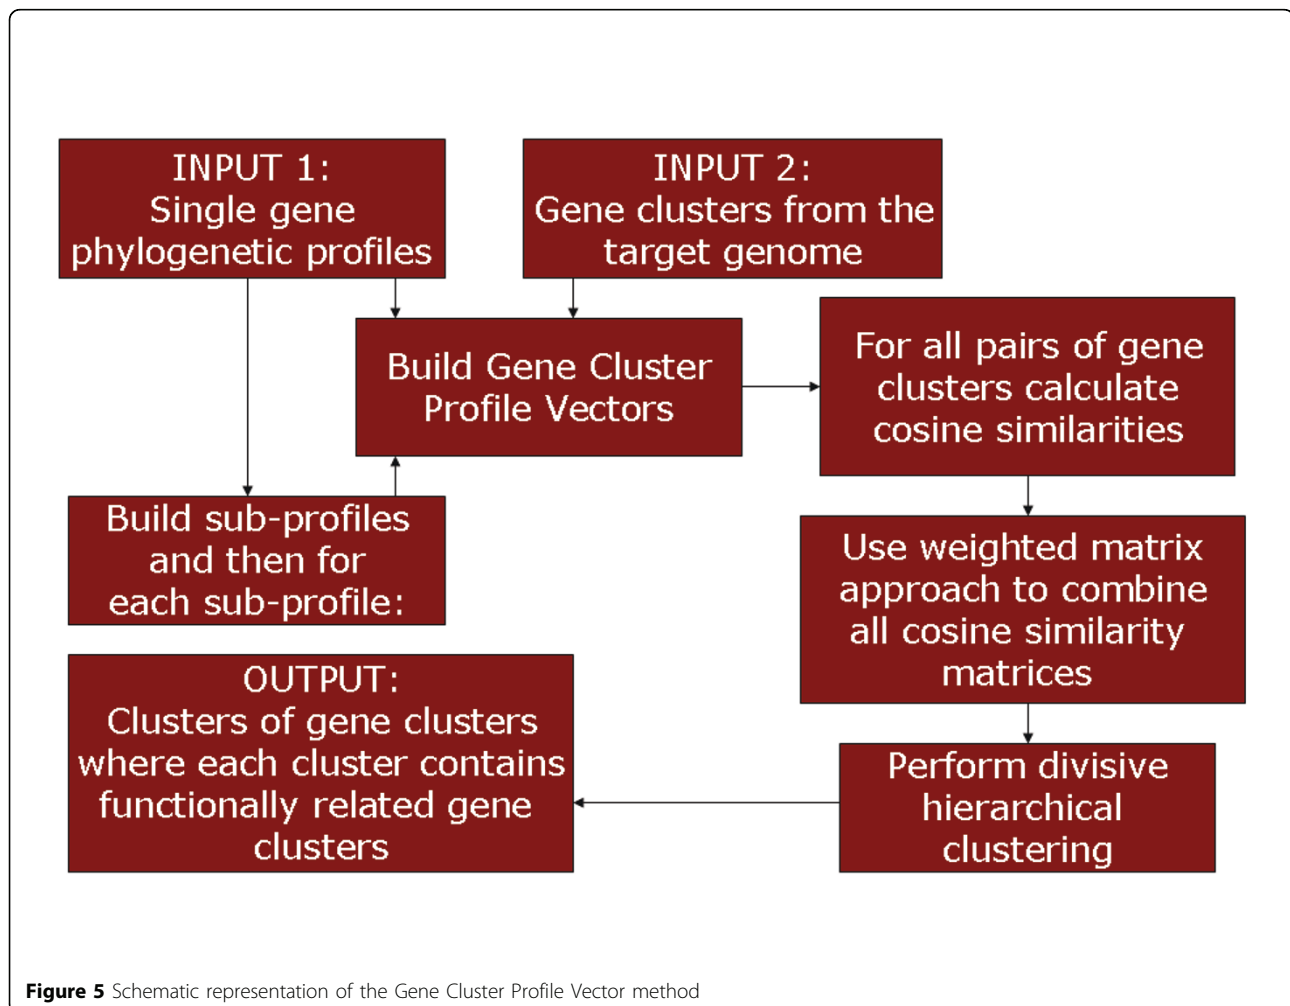 INPUT 1:
Single gene
phylogenetic profiles
INPUT 2:
Gene clusters from the
target genome
Build Gene Cluster
Profile Vectors
For all pairs of gene
clusters calculate
cosine similarities
Build sub-profiles
and then for
each sub-profile:
Use weighted matrix
approach to combine
all cosine similarity
matrices
OUTPUT:
Clusters of gene clusters
where each cluster contains
functionally related gene
clusters
Perform divisive
hierarchical
clustering
Figure 5 Schematic representation of the Gene Cluster Profile Vector method